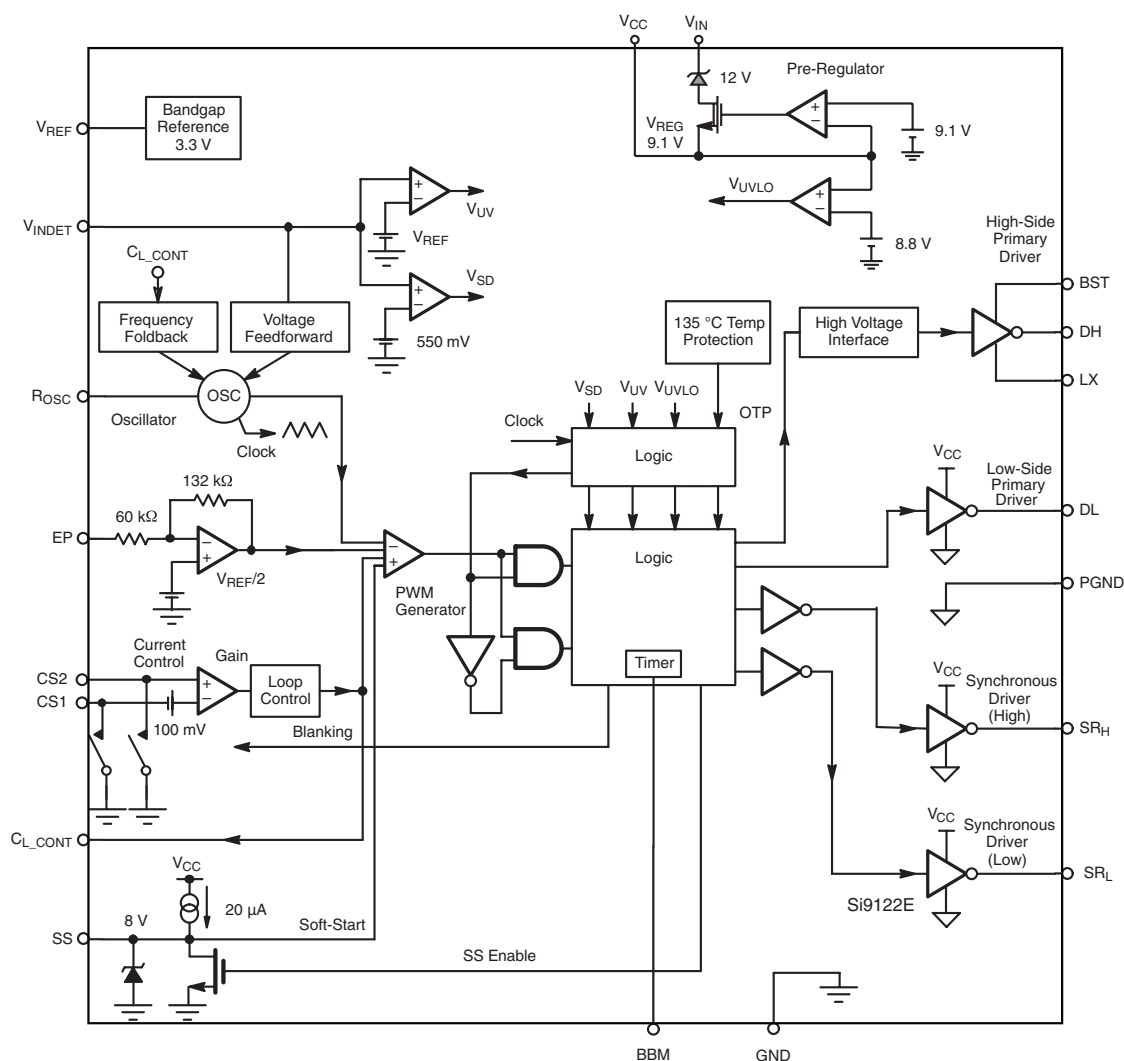 VCC
VIN
Bandgap
Reference
3.3 V
VREF
12 V
Pre-Regulator
VREG
9.1 V
+
−
9.1 V
VUVLO
+
−
8.8 V
VINDET
+
−
VUV
VREF
CL_CONT
+
−
VSD
550 mV
Frequency
Foldback
Voltage
Feedforward
High-Side
Primary
Driver
BST
DH
LX
135 °C Temp
Protection
High Voltage
Interface
ROSC
OSC
Oscillator
Clock
VSD
VUV
VUVLO
OTP
Clock
Logic
132 kΩ
60 kΩ
EP
−
+
VREF/2
−
+
PWM
Generator
Logic
Timer
VCC
Low-Side
Primary
Driver
DL
PGND
Current
Control
Gain
CS2
CS1
+
−
Loop
Control
100 mV
Blanking
VCC
Synchronous
Driver
(High)
SRH
CL_CONT
VCC
Synchronous
Driver
(Low)
SRL
Si9122E
VCC
20 µA
8 V
Soft-Start
SS
SS Enable
BBM
GND